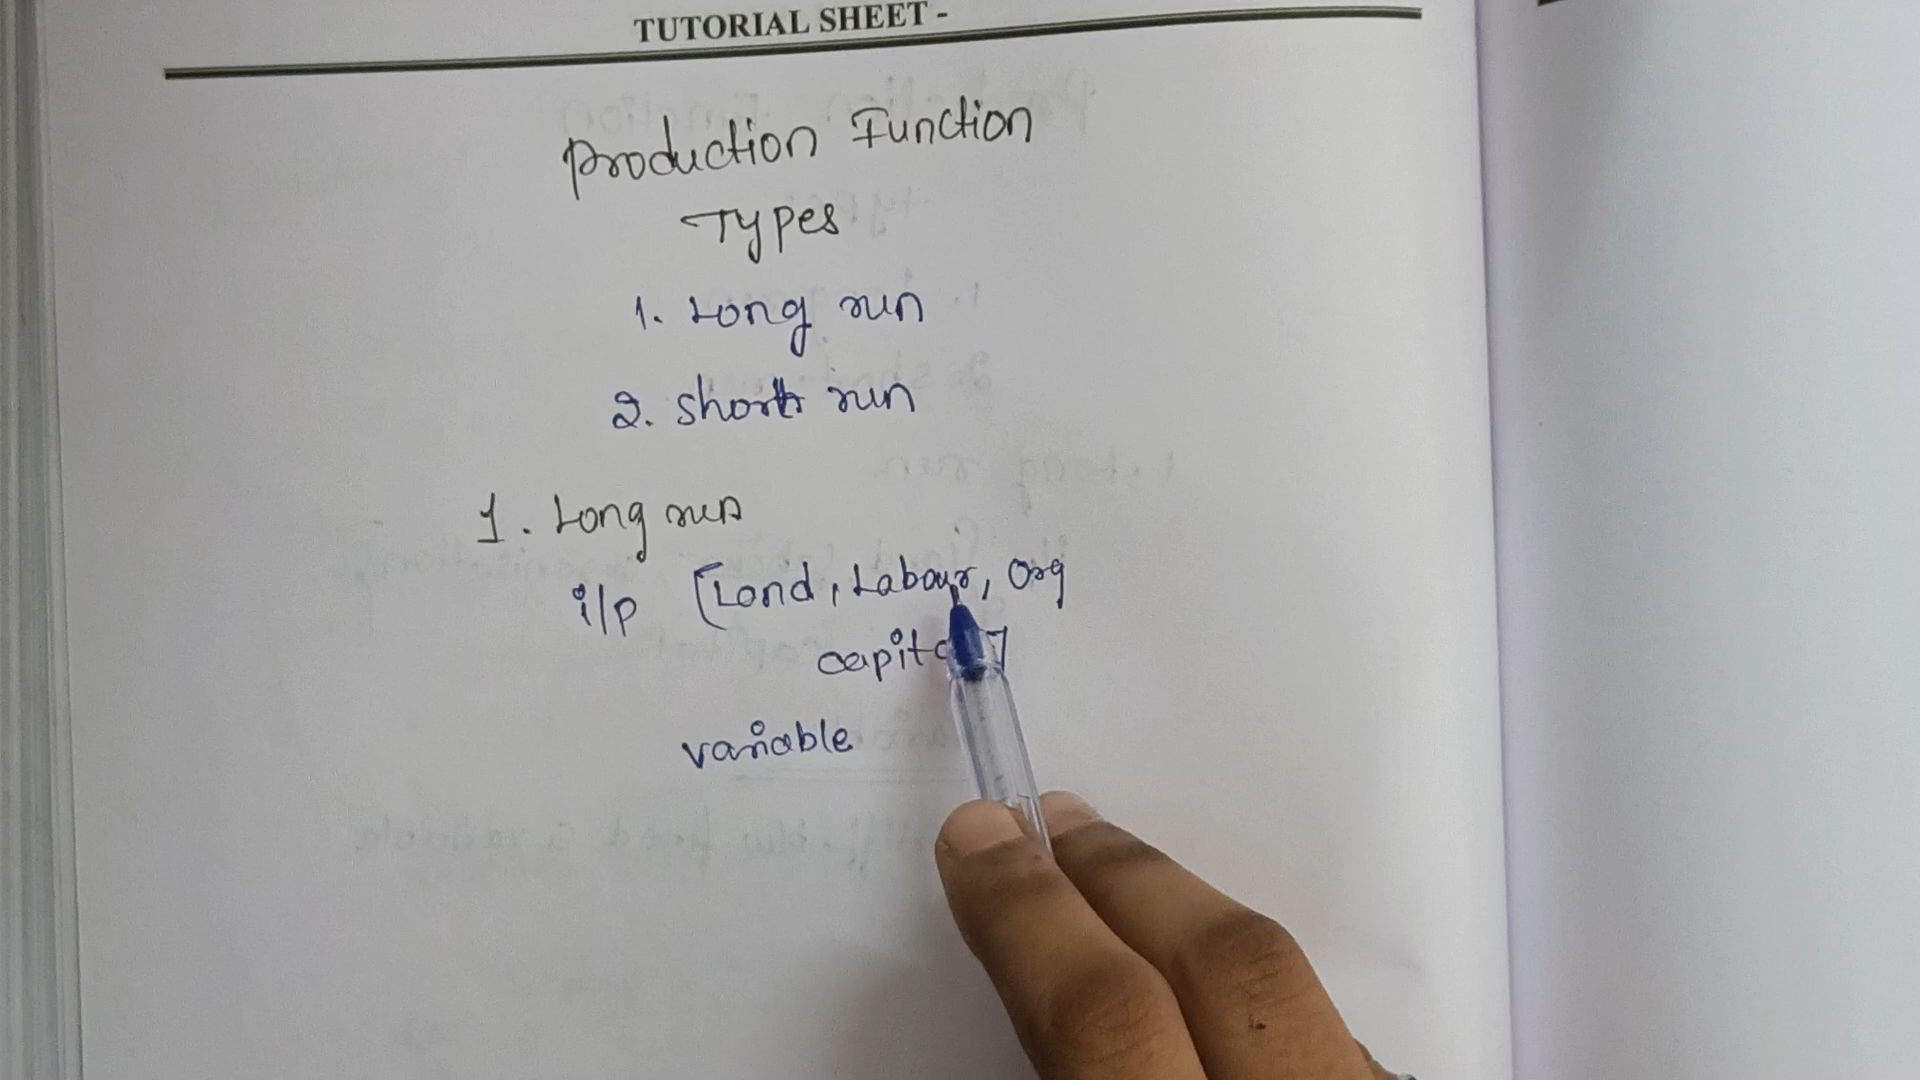 TUTORIAL SHEET -
Production Function
Types
1. Long run
2. short run
1. Long run
i/p [Land, Labour, Org
capital]
variable